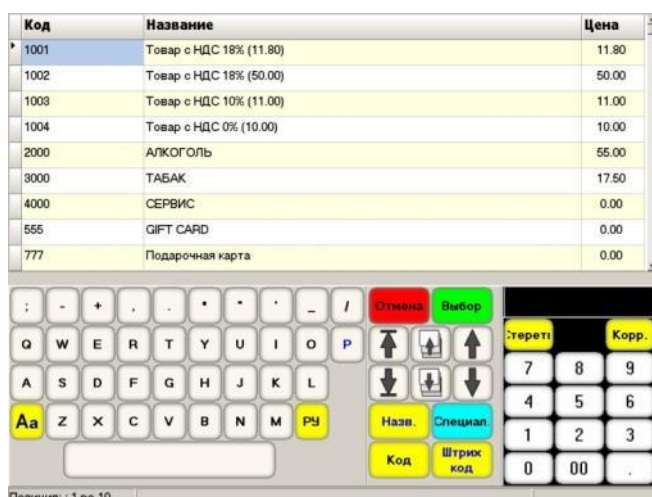 Код Название Цена
1001 Товар с НДС 18% (11.80) 11.80
1002 Товар с НДС 18% (50.00) 50.00
1003 Товар с НДС 10% (11.00) 11.00
1004 Товар с НДС 0% (10.00) 10.00
2000 АЛКОГОЛЬ 55.00
3000 ТАБАК 17.50
4000 СЕРВИС 0.00
555 GIFT CARD 0.00
777 Подарочная карта 0.00
; - + , . _ / Отмена Выбор
Q W E R T Y U I O P Стереть Корр.
7 8 9
A S D F G H J K L
4 5 6
Aa Z X C V B N M РУ Назв. Специал.
1 2 3
Код Штрих код
0 00 .